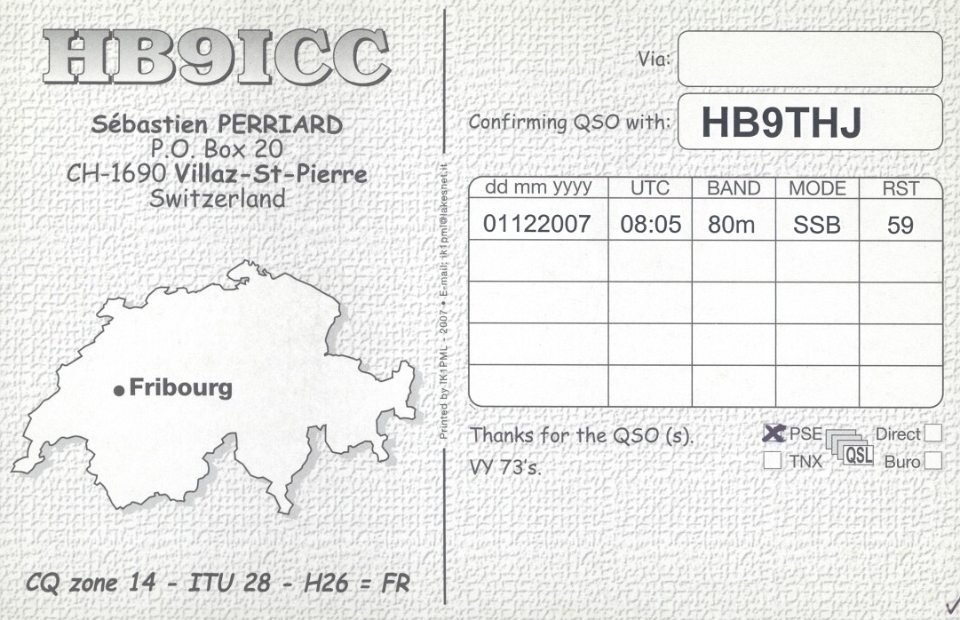 HB9ICC
Sébastien PERRIARD
P.O. Box 20
CH-1690 Villaz-St-Pierre
Switzerland
Fribourg
CQ zone 14 - ITU 28 - H26 = FR
Printed by IK1PML - 2007 • E-mail: ik1pml@lakesnet.it
Via:
Confirming QSO with: HB9THJ
dd mm yyyy UTC BAND MODE RST
01122007 08:05 80m SSB 59
Thanks for the QSO (s).
VY 73's.
PSE QSL Direct
TNX Buro